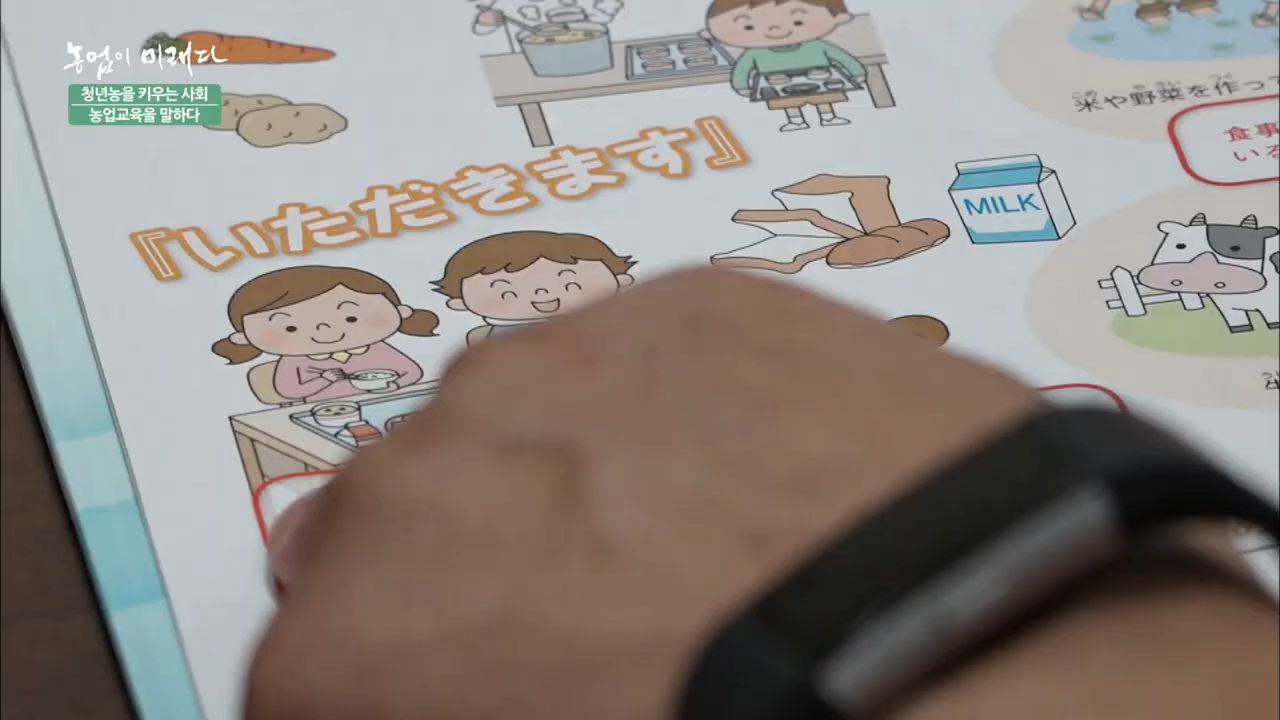 농업이 미래다
청년농을 키우는 사회
농업교육을 말하다
『いただきます』
MILK
米や野菜を作って
食事
いる